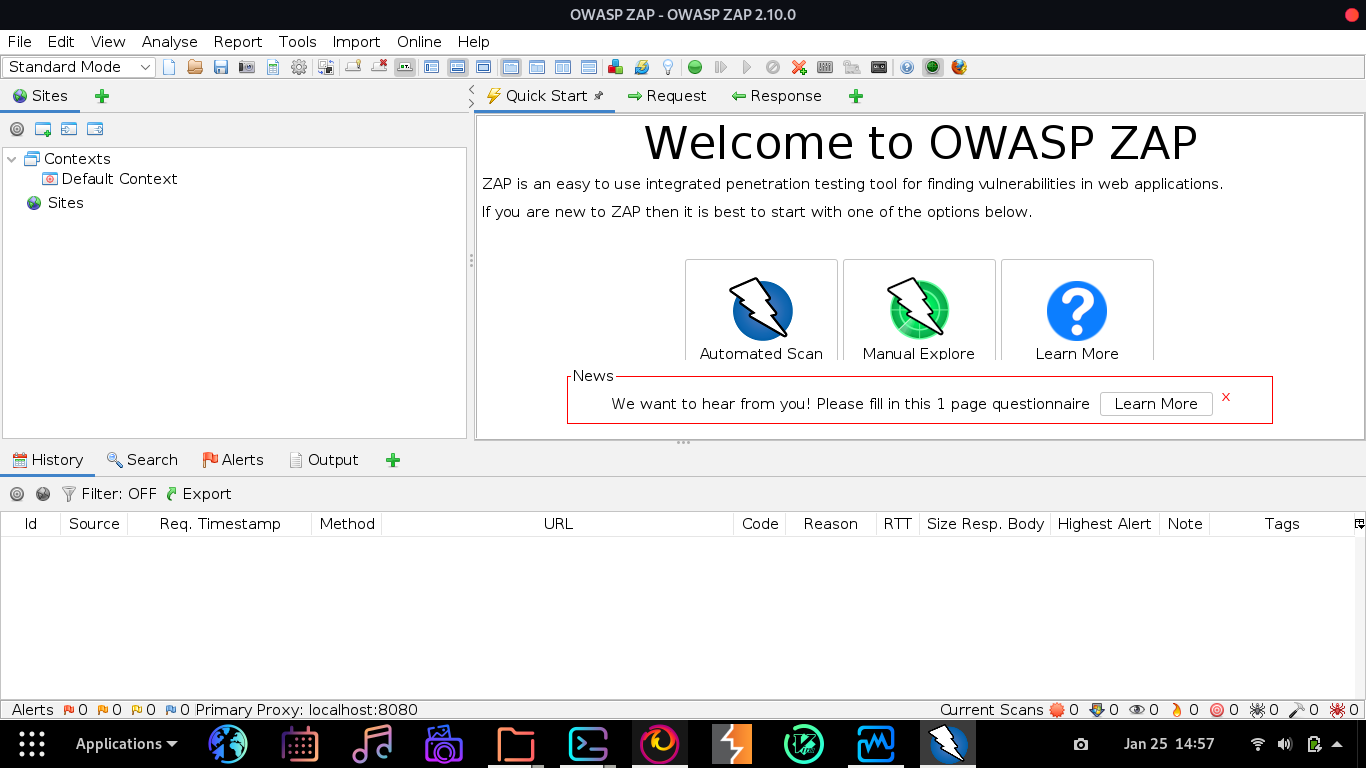 OWASP ZAP - OWASP ZAP 2.10.0
File Edit View Analyse Report Tools Import Online Help
Standard Mode
Sites
Quick Start Request Response
Contexts
Default Context
Sites
Welcome to OWASP ZAP
ZAP is an easy to use integrated penetration testing tool for finding vulnerabilities in web applications.
If you are new to ZAP then it is best to start with one of the options below.
Automated Scan Manual Explore Learn More
News
We want to hear from you! Please fill in this 1 page questionnaire Learn More X
History Search Alerts Output
Filter: OFF Export
Id Source Req. Timestamp Method URL Code Reason RTT Size Resp. Body Highest Alert Note Tags
Alerts 0 0 0 0 Primary Proxy: localhost:8080 Current Scans 0 0 0 0 0 0 0 0
Applications Jan 25 14:57